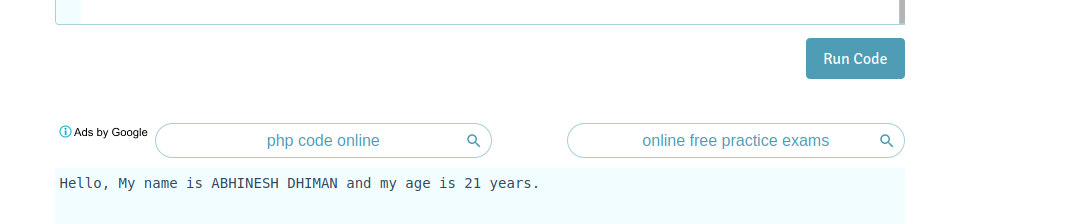 Run Code
Ads by Google
php code online
online free practice exams
Hello, My name is ABHINESH DHIMAN and my age is 21 years.